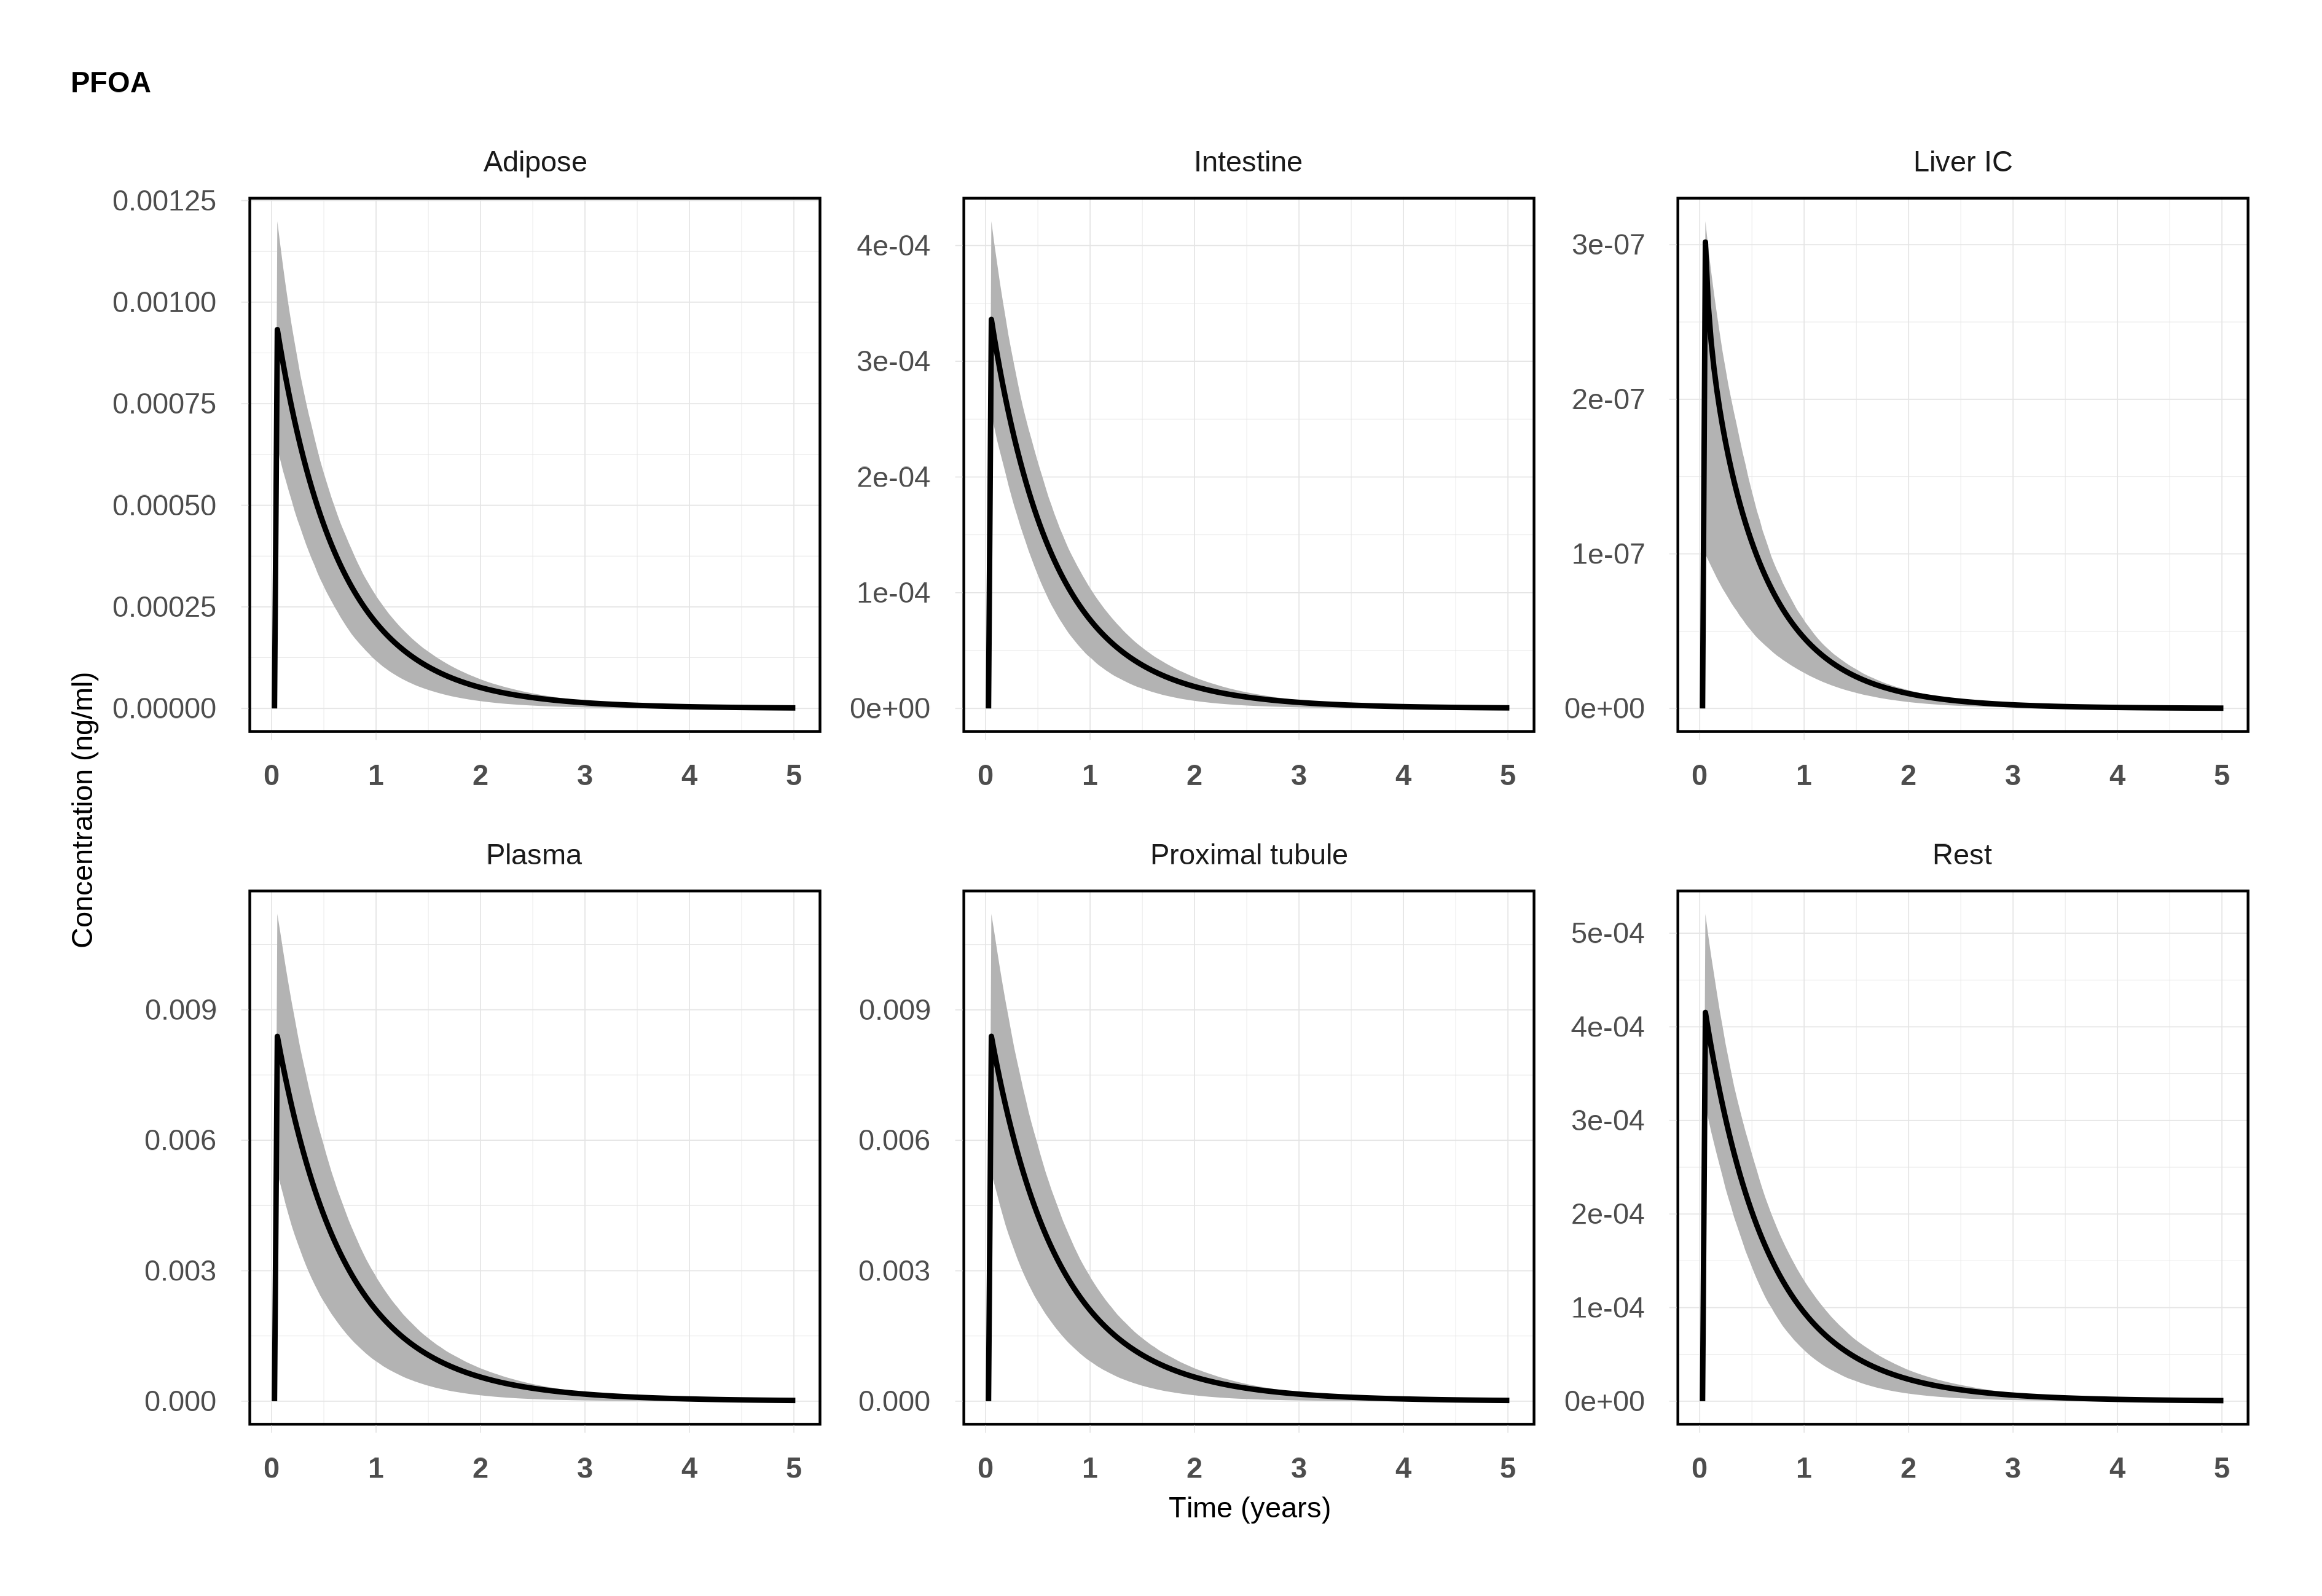 PFOA
Adipose
Intestine
Liver IC
0.00125
0.00100
0.00075
0.00050
0.00025
0.00000
4e-04
3e-04
2e-04
1e-04
0e+00
3e-07
2e-07
1e-07
0e+00
0 1 2 3 4 5
0 1 2 3 4 5
0 1 2 3 4 5
Concentration (ng/ml)
Plasma
Proximal tubule
Rest
0.009
0.006
0.003
0.000
0.009
0.006
0.003
0.000
5e-04
4e-04
3e-04
2e-04
1e-04
0e+00
0 1 2 3 4 5
0 1 2 3 4 5
0 1 2 3 4 5
Time (years)